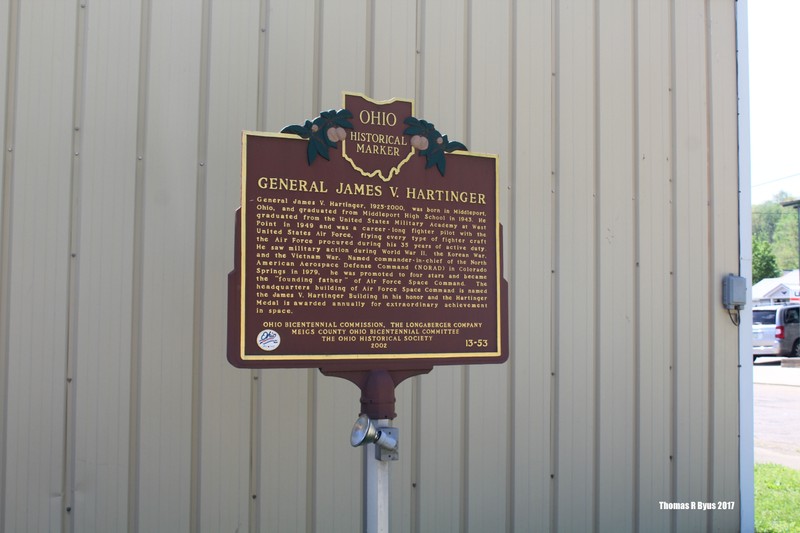 OHIO
HISTORICAL
MARKER
GENERAL JAMES V. HARTINGER
General James V. Hartinger, 1925-2000, was born in Middleport,
Ohio, and graduated from Middleport High School in 1943. He
graduated from the United States Military Academy at West
Point in 1949 and was a career-long fighter pilot with the
United States Air Force, flying every type of fighter craft
the Air Force procured during his 35 years of active duty.
He saw military action during World War II, the Korean War,
and the Vietnam War. Named commander-in-chief of the North
American Aerospace Defense Command (NORAD) in Colorado
Springs in 1979, he was promoted to four stars and became
the "founding father" of Air Force Space Command. The
headquarters building of Air Force Space Command is named
the James V. Hartinger Building in his honor and the Hartinger
Medal is awarded annually for extraordinary achievement
in space.
OHIO BICENTENNIAL COMMISSION, THE LONGABERGER COMPANY
MEIGS COUNTY OHIO BICENTENNIAL COMMITTEE
THE OHIO HISTORICAL SOCIETY
2002
13-53
Ohio
Thomas R Byus 2017